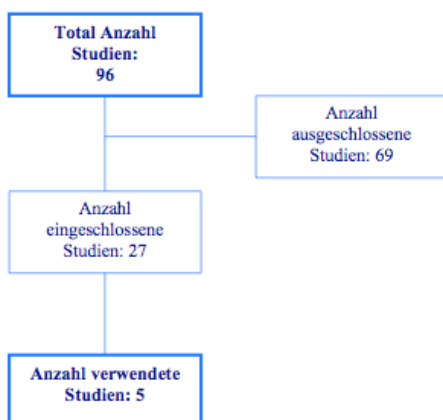 Total Anzahl
Studien:
96
Anzahl
ausgeschlossene
Studien: 69
Anzahl
eingeschlossene
Studien: 27
Anzahl verwendete
Studien: 5